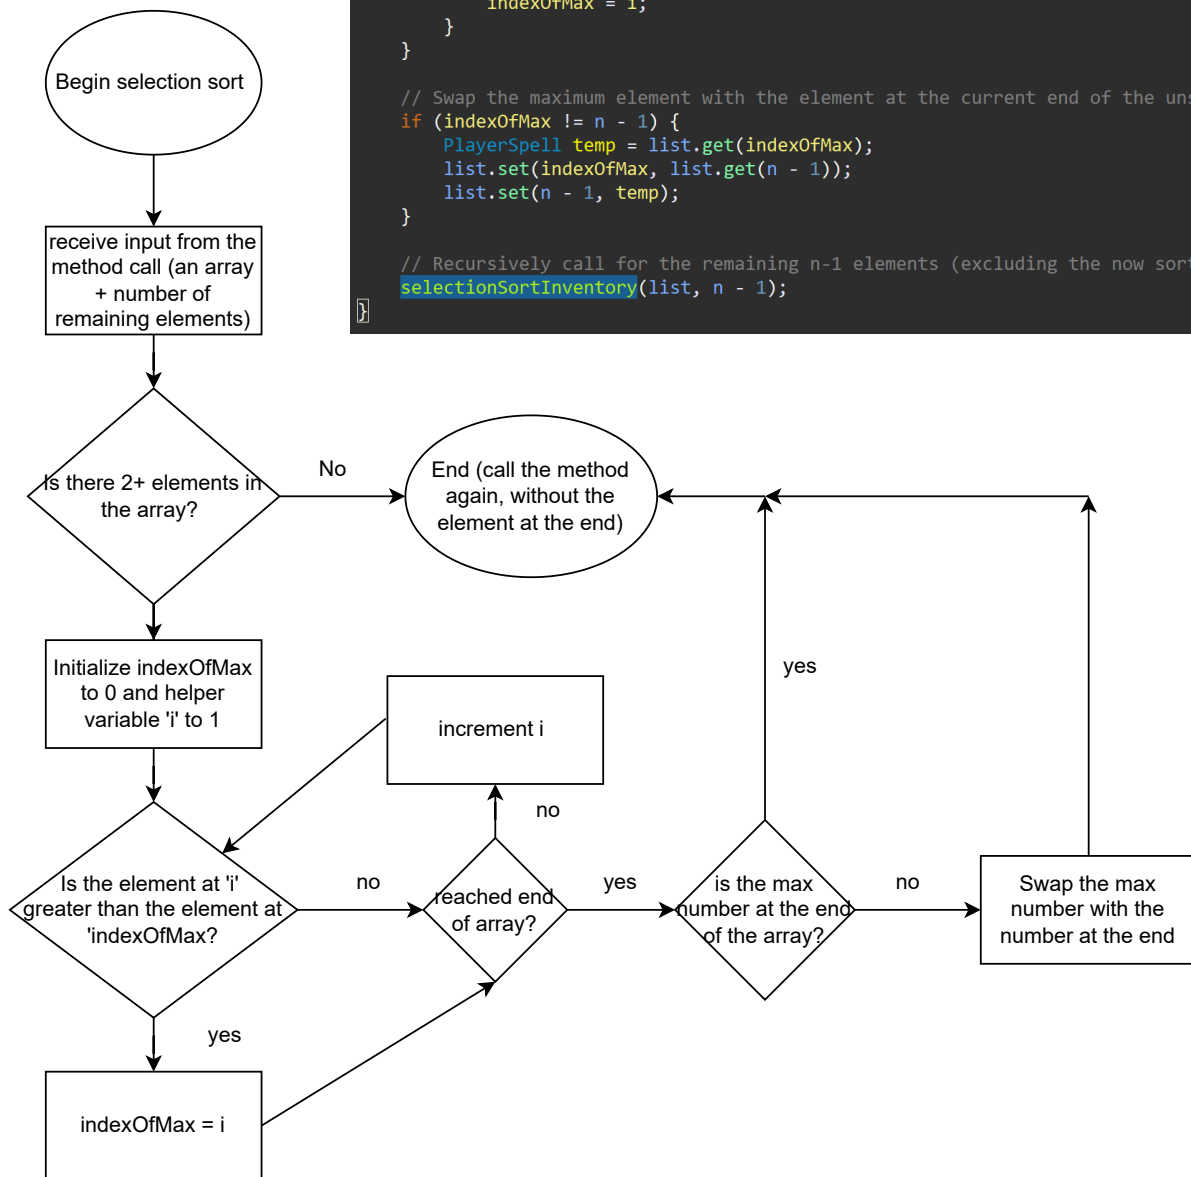 indexOfMax = i;
}
}
// Swap the maximum element with the element at the current end of the uns
if (indexOfMax != n - 1) {
PlayerSpell temp = list.get(indexOfMax);
list.set(indexOfMax, list.get(n - 1));
list.set(n - 1, temp);
}
// Recursively call for the remaining n-1 elements (excluding the now sort
selectionSortInventory(list, n - 1);
}
Begin selection sort
receive input from the
method call (an array
+ number of
remaining elements)
Is there 2+ elements in
the array?
No
End (call the method
again, without the
element at the end)
Initialize indexOfMax
to 0 and helper
variable 'i' to 1
increment i
yes
no
Is the element at 'i'
greater than the element at
'indexOfMax?
no
reached end
of array?
yes
is the max
number at the end
of the array?
no
Swap the max
number with the
number at the end
yes
indexOfMax = i